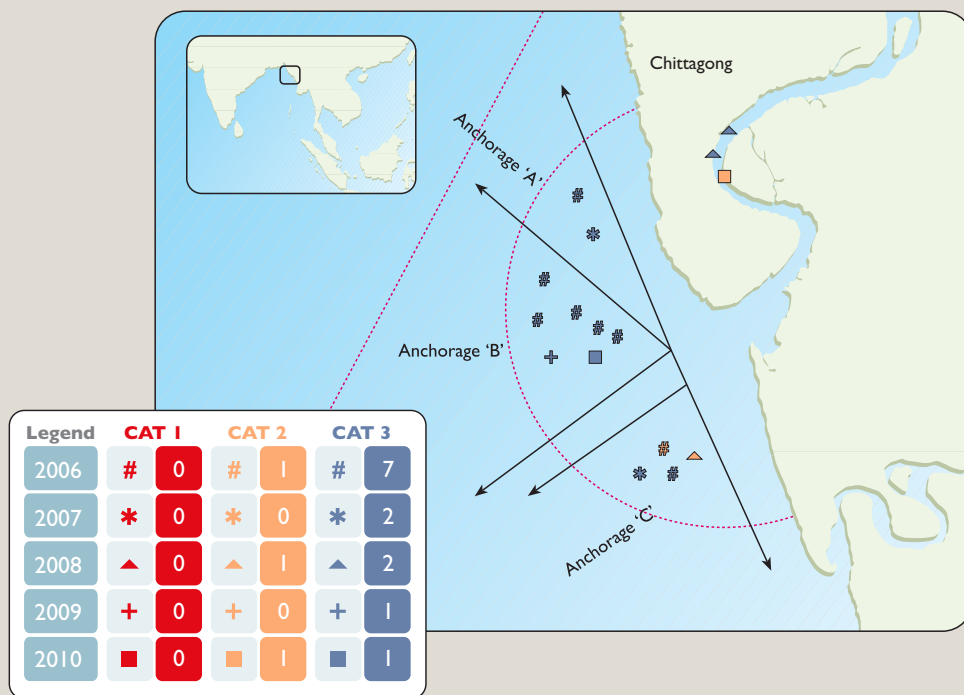 Chittagong
Anchorage ‘A’
Anchorage ‘B’
Anchorage ‘C’
Legend CAT 1 CAT 2 CAT 3
2006 # 0 # 1 # 7
2007 * 0 * 0 * 2
2008 ▲ 0 ▲ 1 ▲ 2
2009 + 0 + 0 + 1
2010 ■ 0 ■ 1 ■ 1